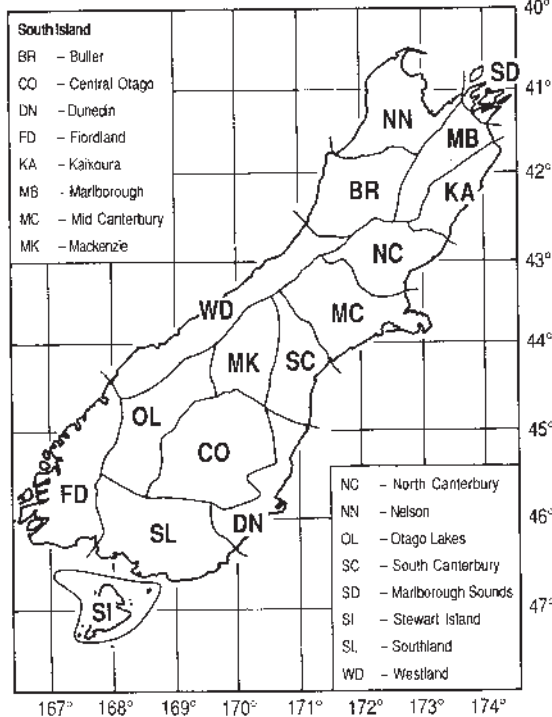 40°
South Island
BR – Buller
CO – Central Otago
DN – Dunedin
FD – Fiordland
KA – Kaikoura
MB - Marlborough
MC – Mid Canterbury
MK – Mackenzie
SD
41°
NN
MB
42°
BR
KA
NC
43°
WD
MC
MK
SC
44°
OL
45°
CO
FD
SL
DN
46°
SI
47°
NC – North Canterbury
NN – Nelson
OL – Otago Lakes
SC – South Canterbury
SD – Marlborough Sounds
SI – Stewart Island
SL – Southland
WD – Westland
167° 168° 169° 170° 171° 172° 173° 174°